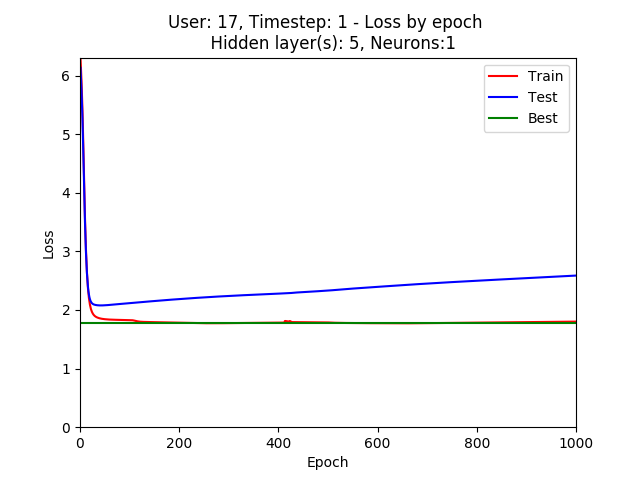 User: 17, Timestep: 1 - Loss by epoch
Hidden layer(s): 5, Neurons:1
Train
Test
Best
Loss
6
5
4
3
2
1
0
0 200 400 600 800 1000
Epoch